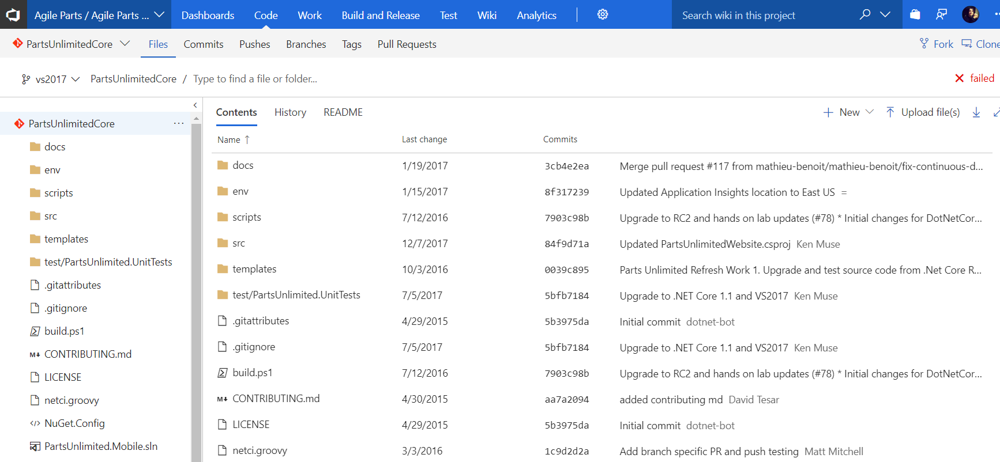 Agile Parts / Agile Parts ... Dashboards Code Work Build and Release Test Wiki Analytics Search wiki in this project
PartsUnlimitedCore Files Commits Pushes Branches Tags Pull Requests Fork Clone
vs2017 PartsUnlimitedCore / Type to find a file or folder... failed
PartsUnlimitedCore ...
docs
env
scripts
src
templates
test/PartsUnlimited.UnitTests
.gitattributes
.gitignore
build.ps1
CONTRIBUTING.md
LICENSE
netci.groovy
NuGet.Config
PartsUnlimited.Mobile.sln
Contents History README New Upload file(s)
Name ↑ Last change Commits
docs 1/19/2017 3cb4e2ea Merge pull request #117 from mathieu-benoit/mathieu-benoit/fix-continuous-d...
env 1/15/2017 8f317239 Updated Application Insights location to East US =
scripts 7/12/2016 7903c98b Upgrade to RC2 and hands on lab updates (#78) * Initial changes for DotNetCor...
src 12/7/2017 84f9d71a Updated PartsUnlimitedWebsite.csproj Ken Muse
templates 10/3/2016 0039c895 Parts Unlimited Refresh Work 1. Upgrade and test source code from .Net Core R...
test/PartsUnlimited.UnitTests 7/5/2017 5bfb7184 Upgrade to .NET Core 1.1 and VS2017 Ken Muse
.gitattributes 4/29/2015 5b3975da Initial commit dotnet-bot
.gitignore 7/5/2017 5bfb7184 Upgrade to .NET Core 1.1 and VS2017 Ken Muse
build.ps1 7/12/2016 7903c98b Upgrade to RC2 and hands on lab updates (#78) * Initial changes for DotNetCor...
M↓ CONTRIBUTING.md 4/30/2015 aa7a2094 added contributing md David Tesar
LICENSE 4/29/2015 5b3975da Initial commit dotnet-bot
netci.groovy 3/3/2016 1c9d2d2a Add branch specific PR and push testing Matt Mitchell